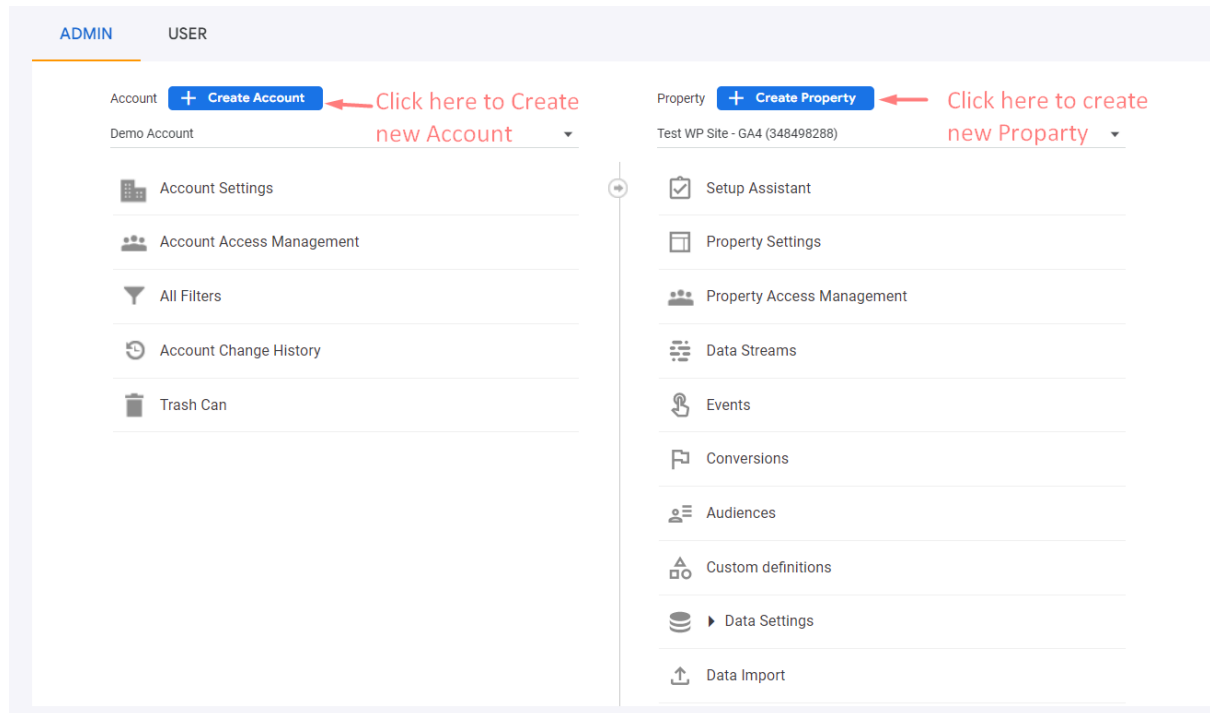 ADMIN USER
Account + Create Account Click here to Create
Demo Account new Account
Account Settings
Account Access Management
All Filters
Account Change History
Trash Can
Property + Create Property Click here to create
Test WP Site - GA4 (348498288) new Proparty
Setup Assistant
Property Settings
Property Access Management
Data Streams
Events
Conversions
Audiences
Custom definitions
Data Settings
Data Import